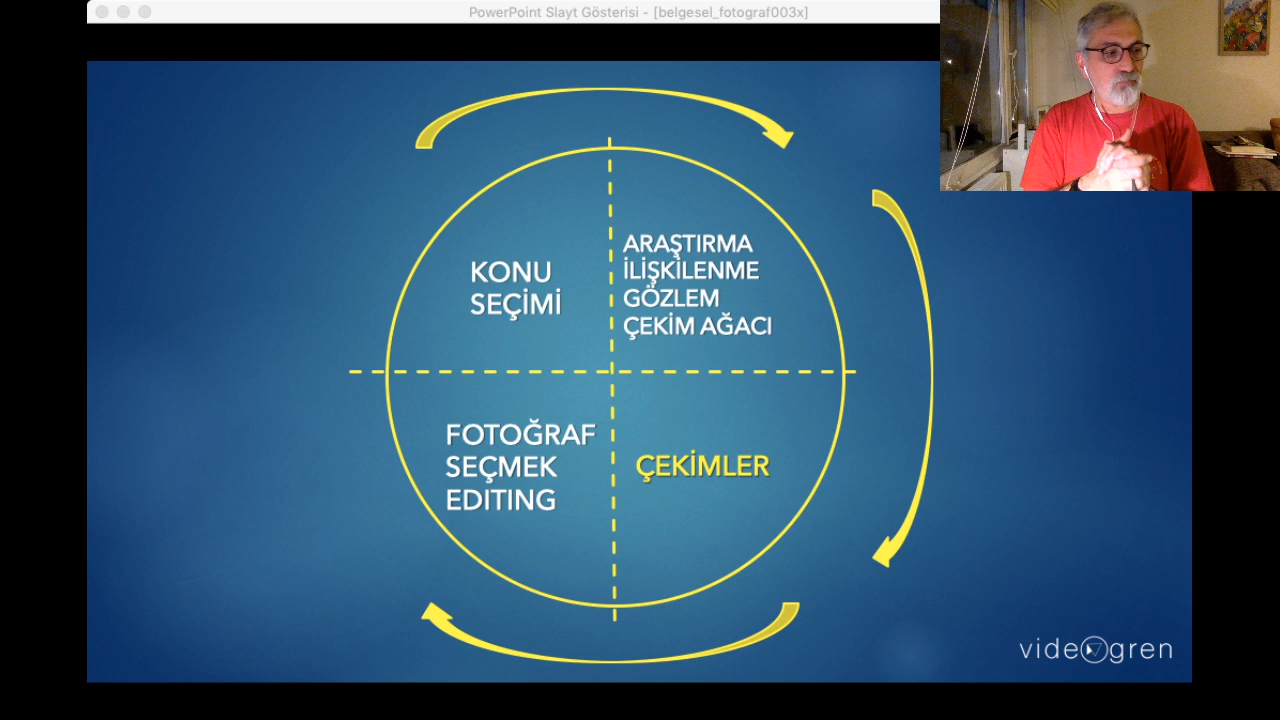 PowerPoint Slayt Gösterisi - [belgesel_fotograf003x]
KONU
SEÇİMİ
ARAŞTIRMA
İLİŞKİLENME
GÖZLEM
ÇEKİM AĞACI
FOTOĞRAF
SEÇMEK
EDITING
ÇEKİMLER
videogren